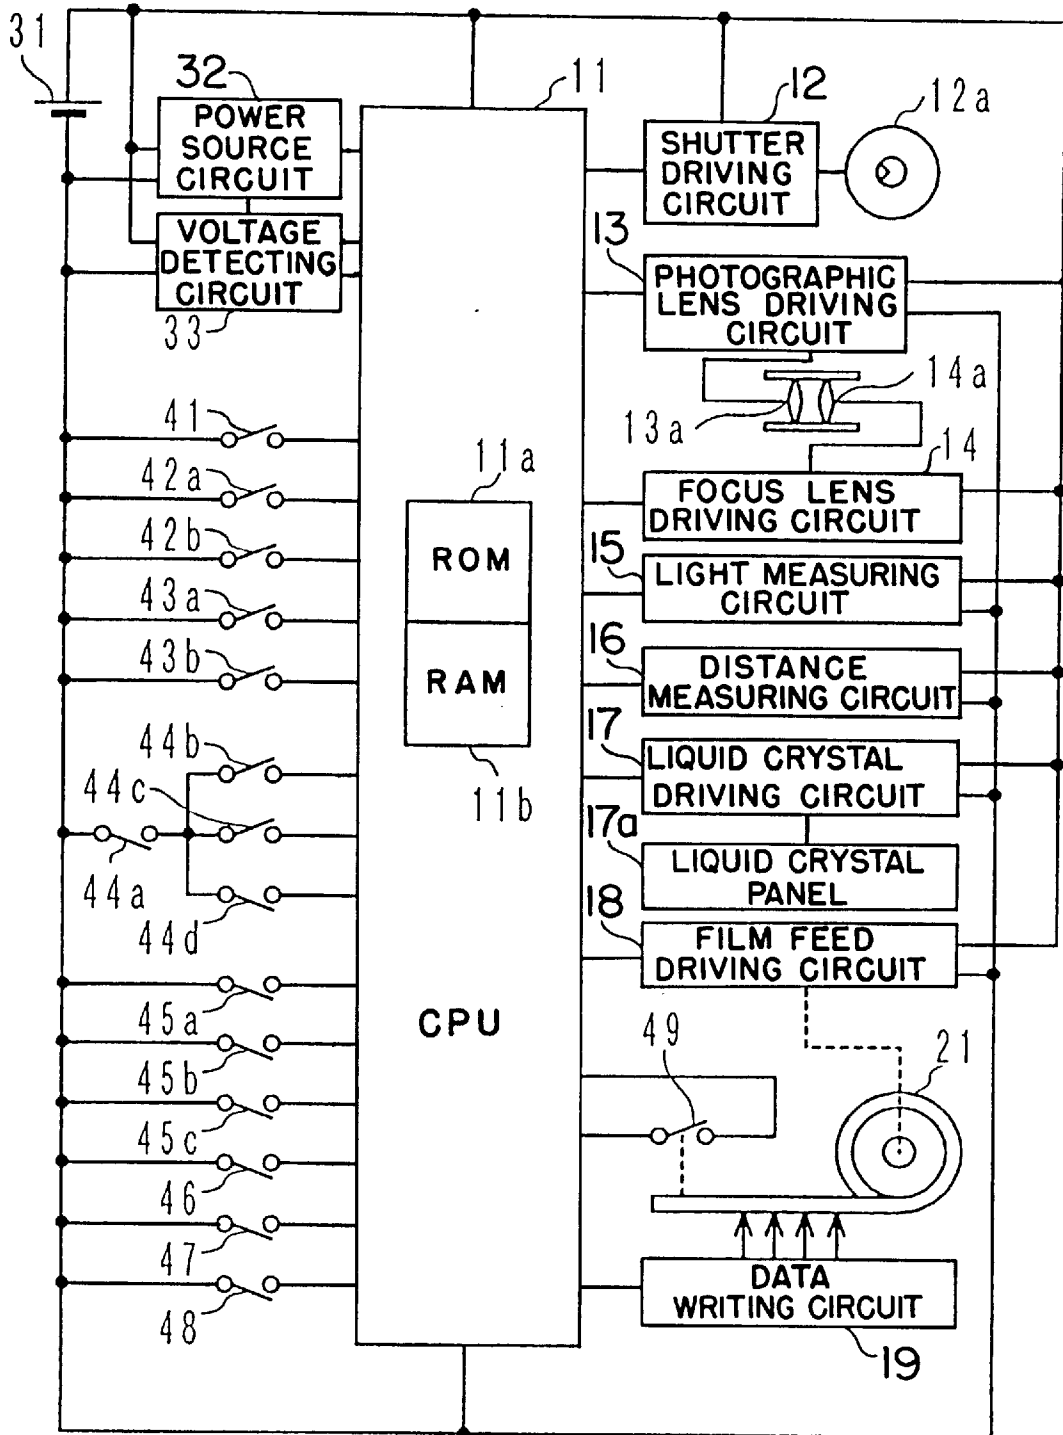 31
32
POWER
SOURCE
CIRCUIT
VOLTAGE
DETECTING
CIRCUIT
33
11
12
SHUTTER
DRIVING
CIRCUIT
12a
13
PHOTOGRAPHIC
LENS DRIVING
CIRCUIT
13a
14a
14
FOCUS LENS
DRIVING CIRCUIT
15
LIGHT MEASURING
CIRCUIT
16
DISTANCE
MEASURING CIRCUIT
17
LIQUID CRYSTAL
DRIVING CIRCUIT
17a
LIQUID CRYSTAL
PANEL
18
FILM FEED
DRIVING CIRCUIT
49
21
DATA
WRITING CIRCUIT
19
11a
ROM
RAM
11b
CPU
41
42a
42b
43a
43b
44b
44c
44a
44d
45a
45b
45c
46
47
48